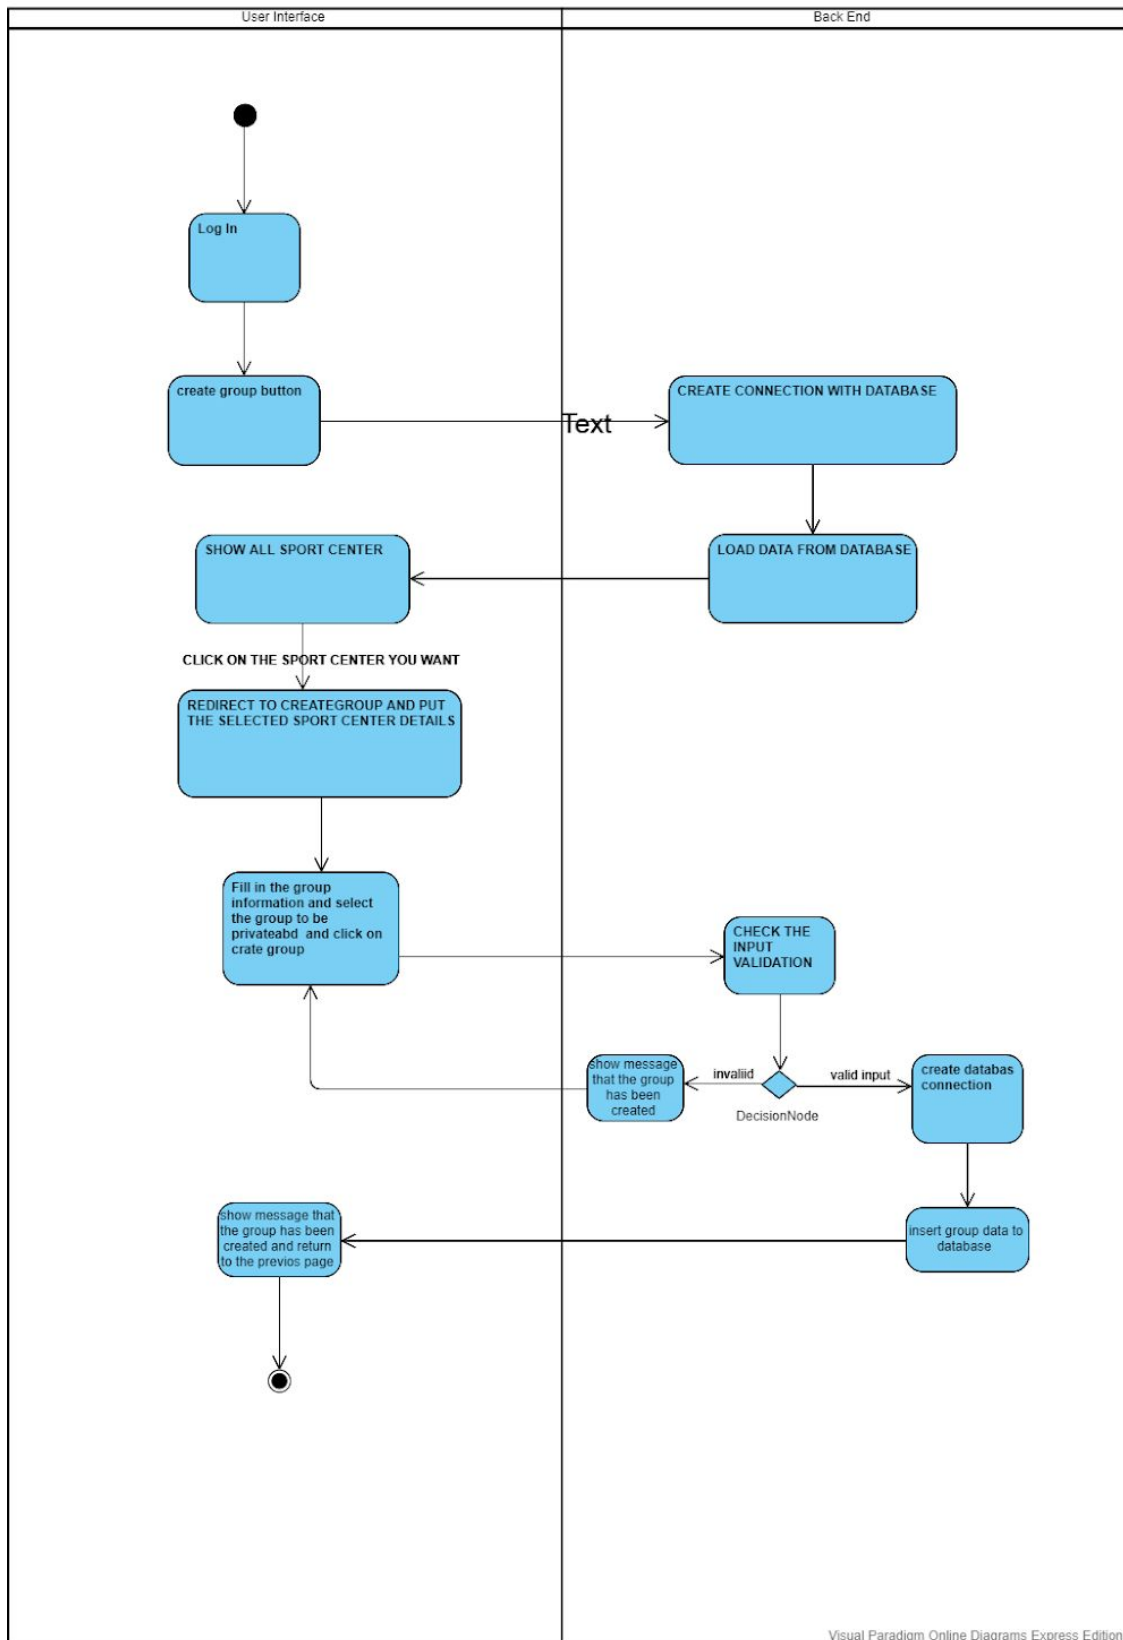 User Interface
Back End
Log In
create group button
Text
CREATE CONNECTION WITH DATABASE
SHOW ALL SPORT CENTER
LOAD DATA FROM DATABASE
CLICK ON THE SPORT CENTER YOU WANT
REDIRECT TO CREATEGROUP AND PUT
THE SELECTED SPORT CENTER DETAILS
Fill in the group
information and select
the group to be
privateabd and click on
crate group
CHECK THE
INPUT
VALIDATION
show message
that the group
has been
created
invaliid
valid input
DecisionNode
create databas
connection
show message that
the group has been
created and return
to the previos page
insert group data to
database
Visual Paradigm Online Diagrams Express Edition